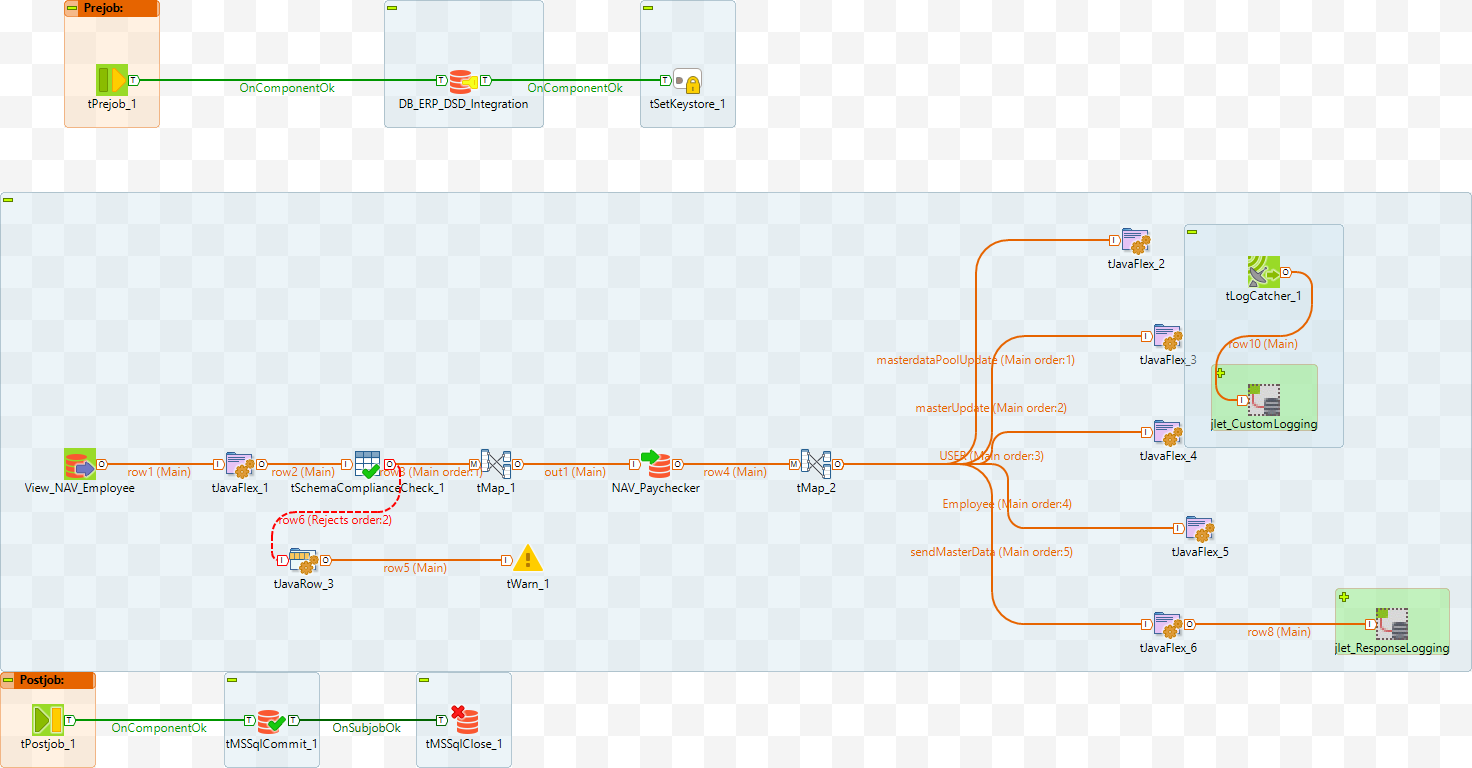 Prejob:
OnComponentOk
OnComponentOk
tPrejob_1
DB_ERP_DSD_Integration
tSetKeystore_1
tJavaFlex_2
tLogCatcher_1
row10 (Main)
masterdataPoolUpdate (Main order:1)
tJavaFlex_3
masterUpdate (Main order:2)
jlet_CustomLogging
USER (Main order:3)
tJavaFlex_4
row1 (Main)
row2 (Main)
row3 (Main order:1)
out1 (Main)
row4 (Main)
View_NAV_Employee
tJavaFlex_1
tSchemaComplianceCheck_1
tMap_1
NAV_Paychecker
tMap_2
Employee (Main order:4)
row6 (Rejects order:2)
sendMasterData (Main order:5)
tJavaFlex_5
row5 (Main)
tJavaRow_3
tWarn_1
row8 (Main)
tJavaFlex_6
jlet_ResponseLogging
Postjob:
OnComponentOk
OnSubjobOk
tPostjob_1
tMSSqlCommit_1
tMSSqlClose_1